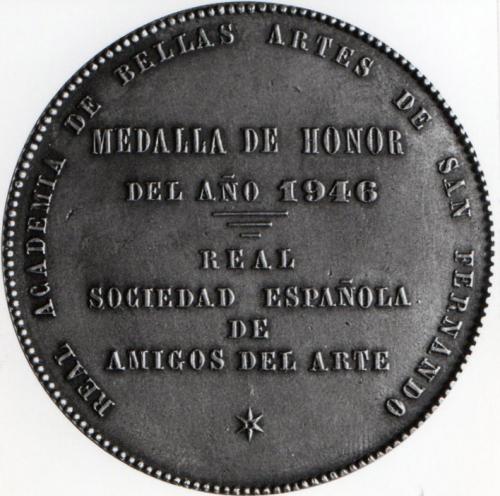 REAL ACADEMIA DE BELLAS ARTES DE SAN FERNANDO
MEDALLA DE HONOR
DEL AÑO 1946
REAL
SOCIEDAD ESPAÑOLA
DE
AMIGOS DEL ARTE